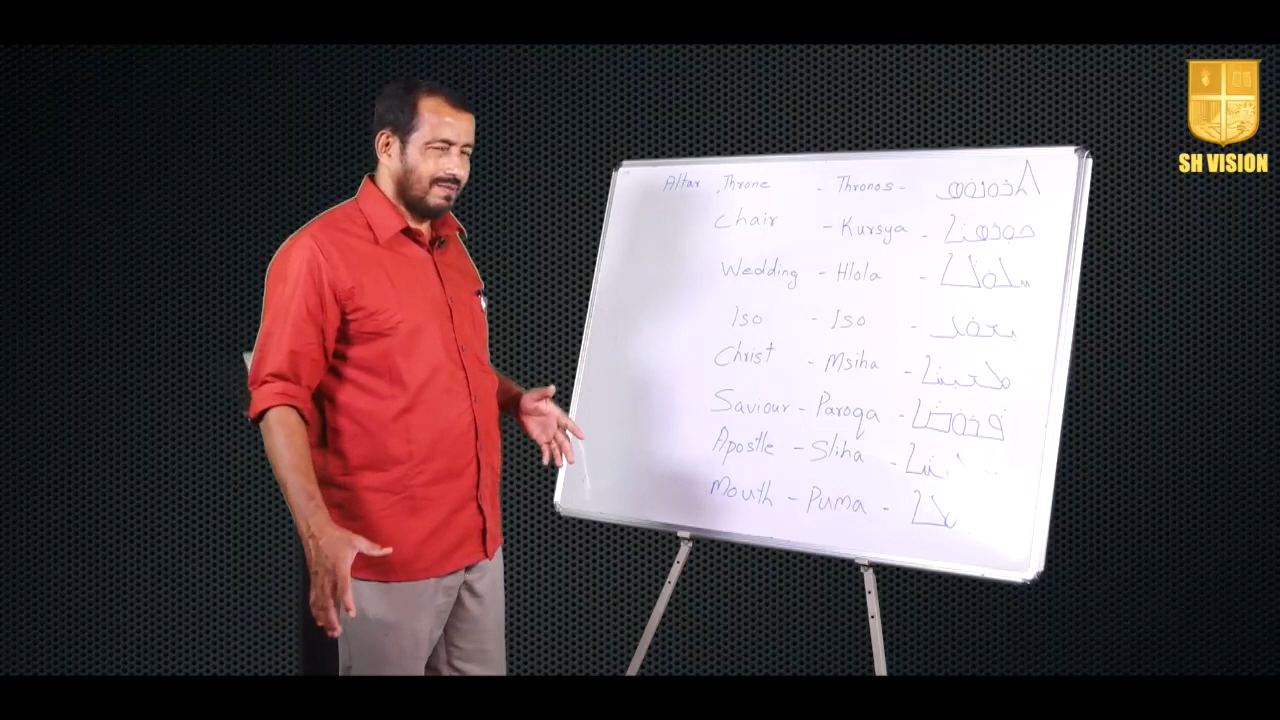 Altar, Throne - Thronos - ܬܪܘܢܘܣ
Chair - Kursya - ܟܘܪܣܝܐ
Wedding - Hlola - ܚܠܘܠܐ
Iso - Iso - ܝܫܘܥ
Christ - Msiha - ܡܫܝܚܐ
Saviour - Paroqa - ܦܪܘܩܐ
Apostle - Sliha -
Mouth - Puma -
SH VISION